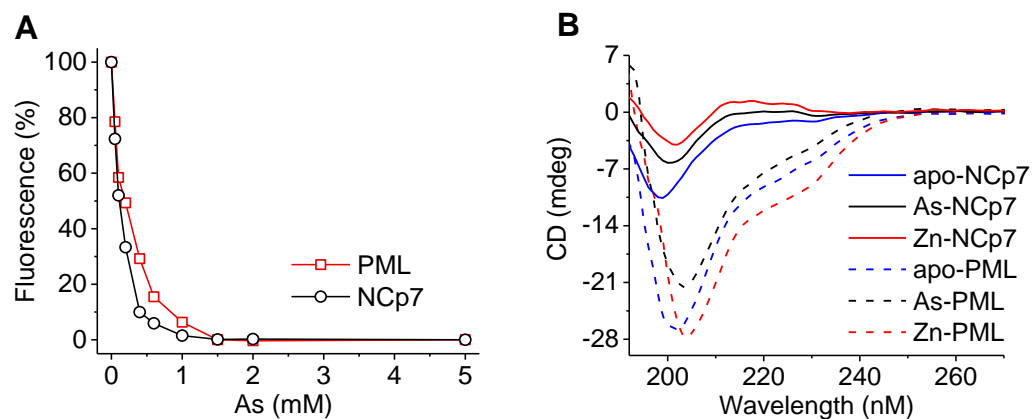 A
100
80
60
40
20
0
Fluorescence (%)
PML
NCp7
0 1 2 3 4 5
As (mM)
B
7
0
-7
-14
-21
-28
CD (mdeg)
apo-NCp7
As-NCp7
Zn-NCp7
apo-PML
As-PML
Zn-PML
200 220 240 260
Wavelength (nM)